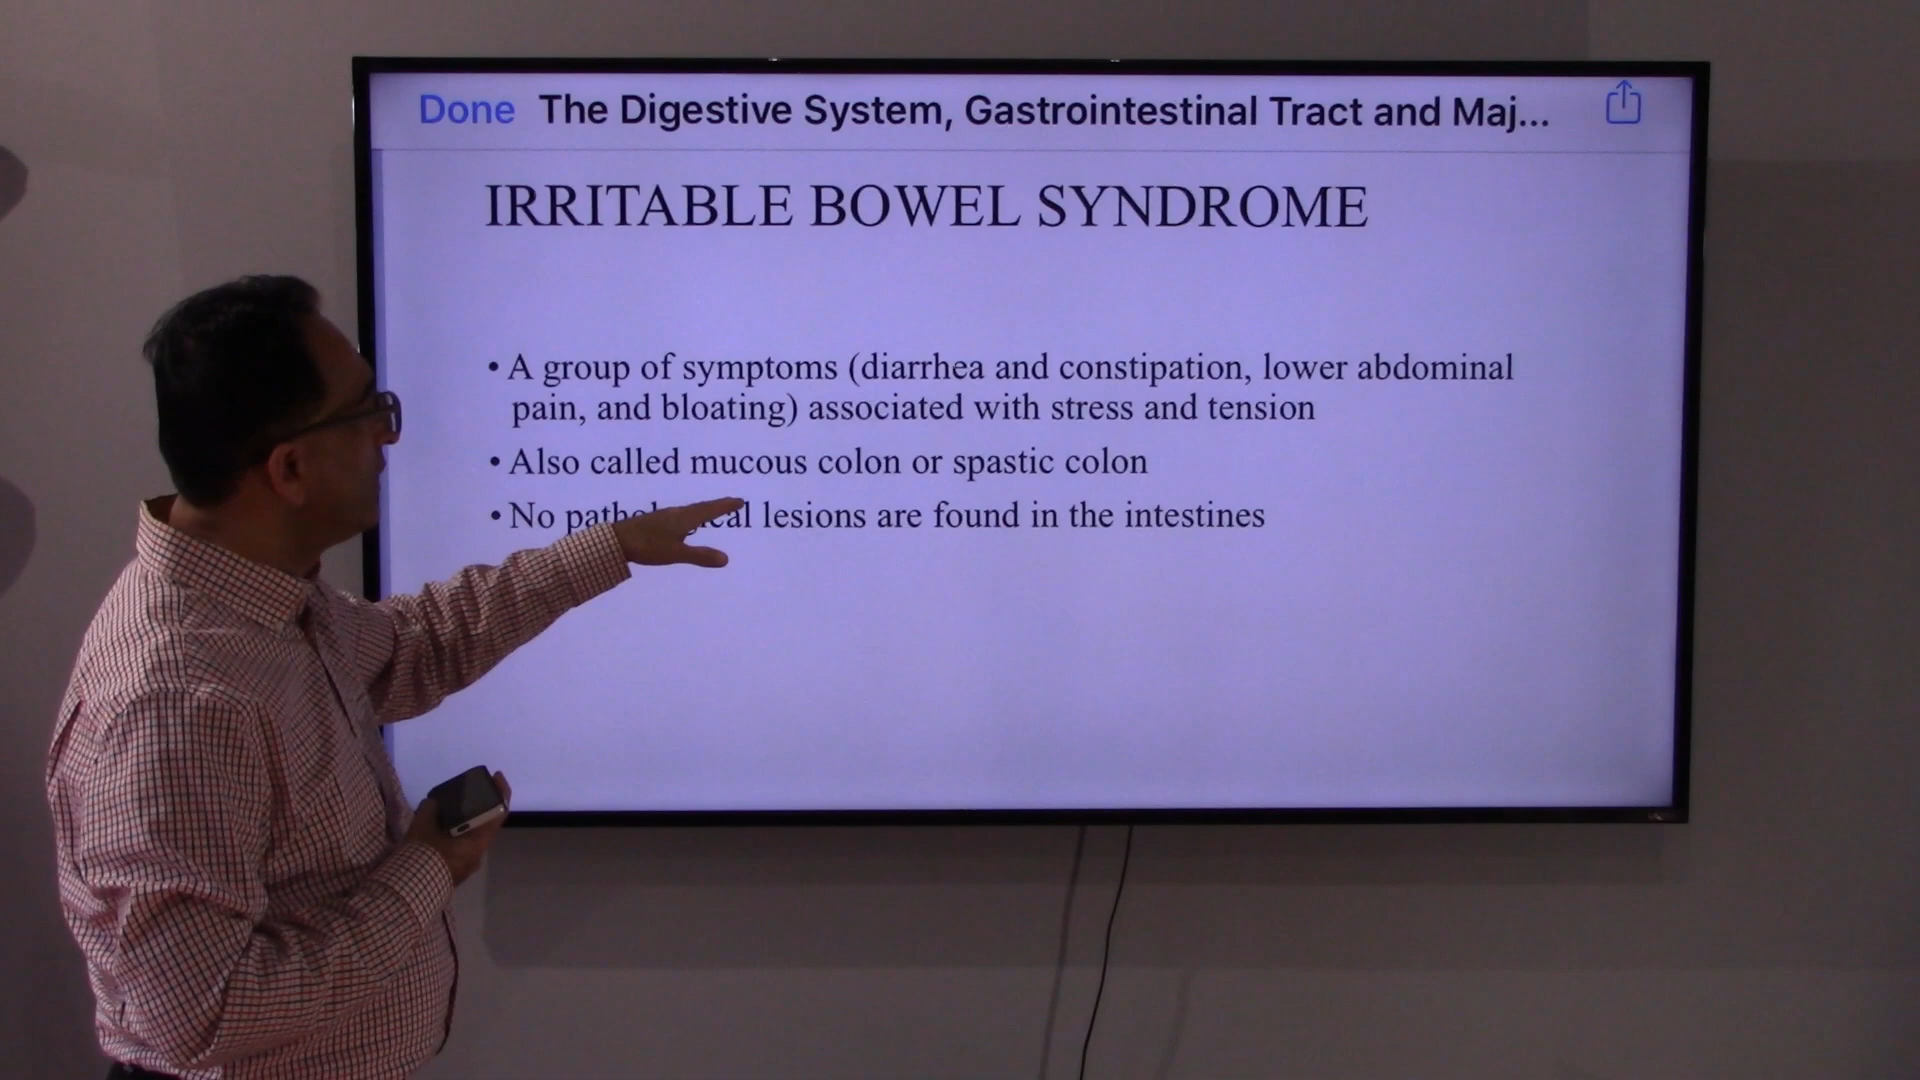 Done The Digestive System, Gastrointestinal Tract and Maj...
IRRITABLE BOWEL SYNDROME
• A group of symptoms (diarrhea and constipation, lower abdominal
pain, and bloating) associated with stress and tension
• Also called mucous colon or spastic colon
• No lesions are found in the intestines